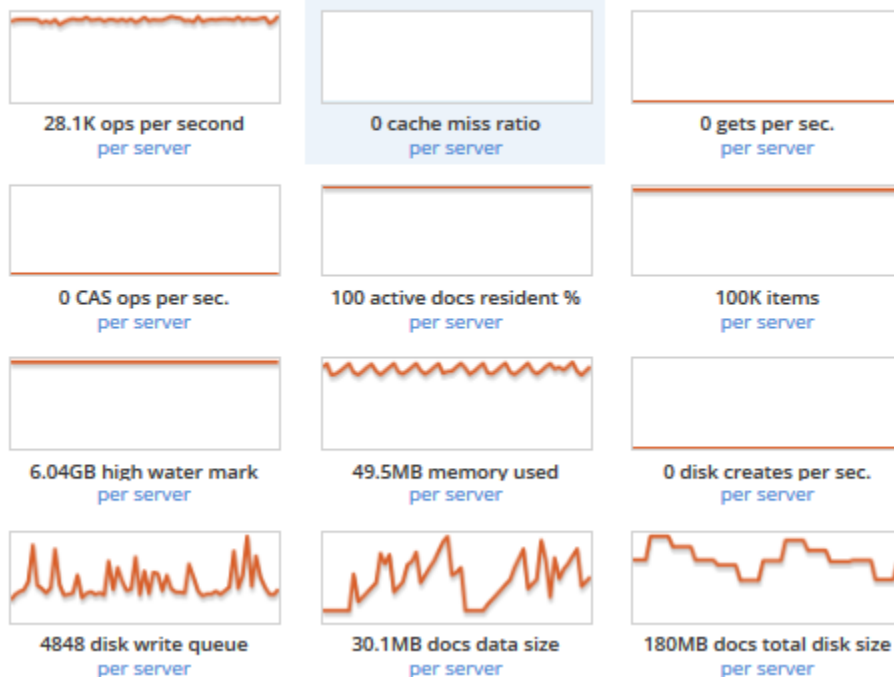 28.1K ops per second
per server
0 cache miss ratio
per server
0 gets per sec.
per server
0 CAS ops per sec.
per server
100 active docs resident %
per server
100K items
per server
6.04GB high water mark
per server
49.5MB memory used
per server
0 disk creates per sec.
per server
4848 disk write queue
per server
30.1MB docs data size
per server
180MB docs total disk size
per server